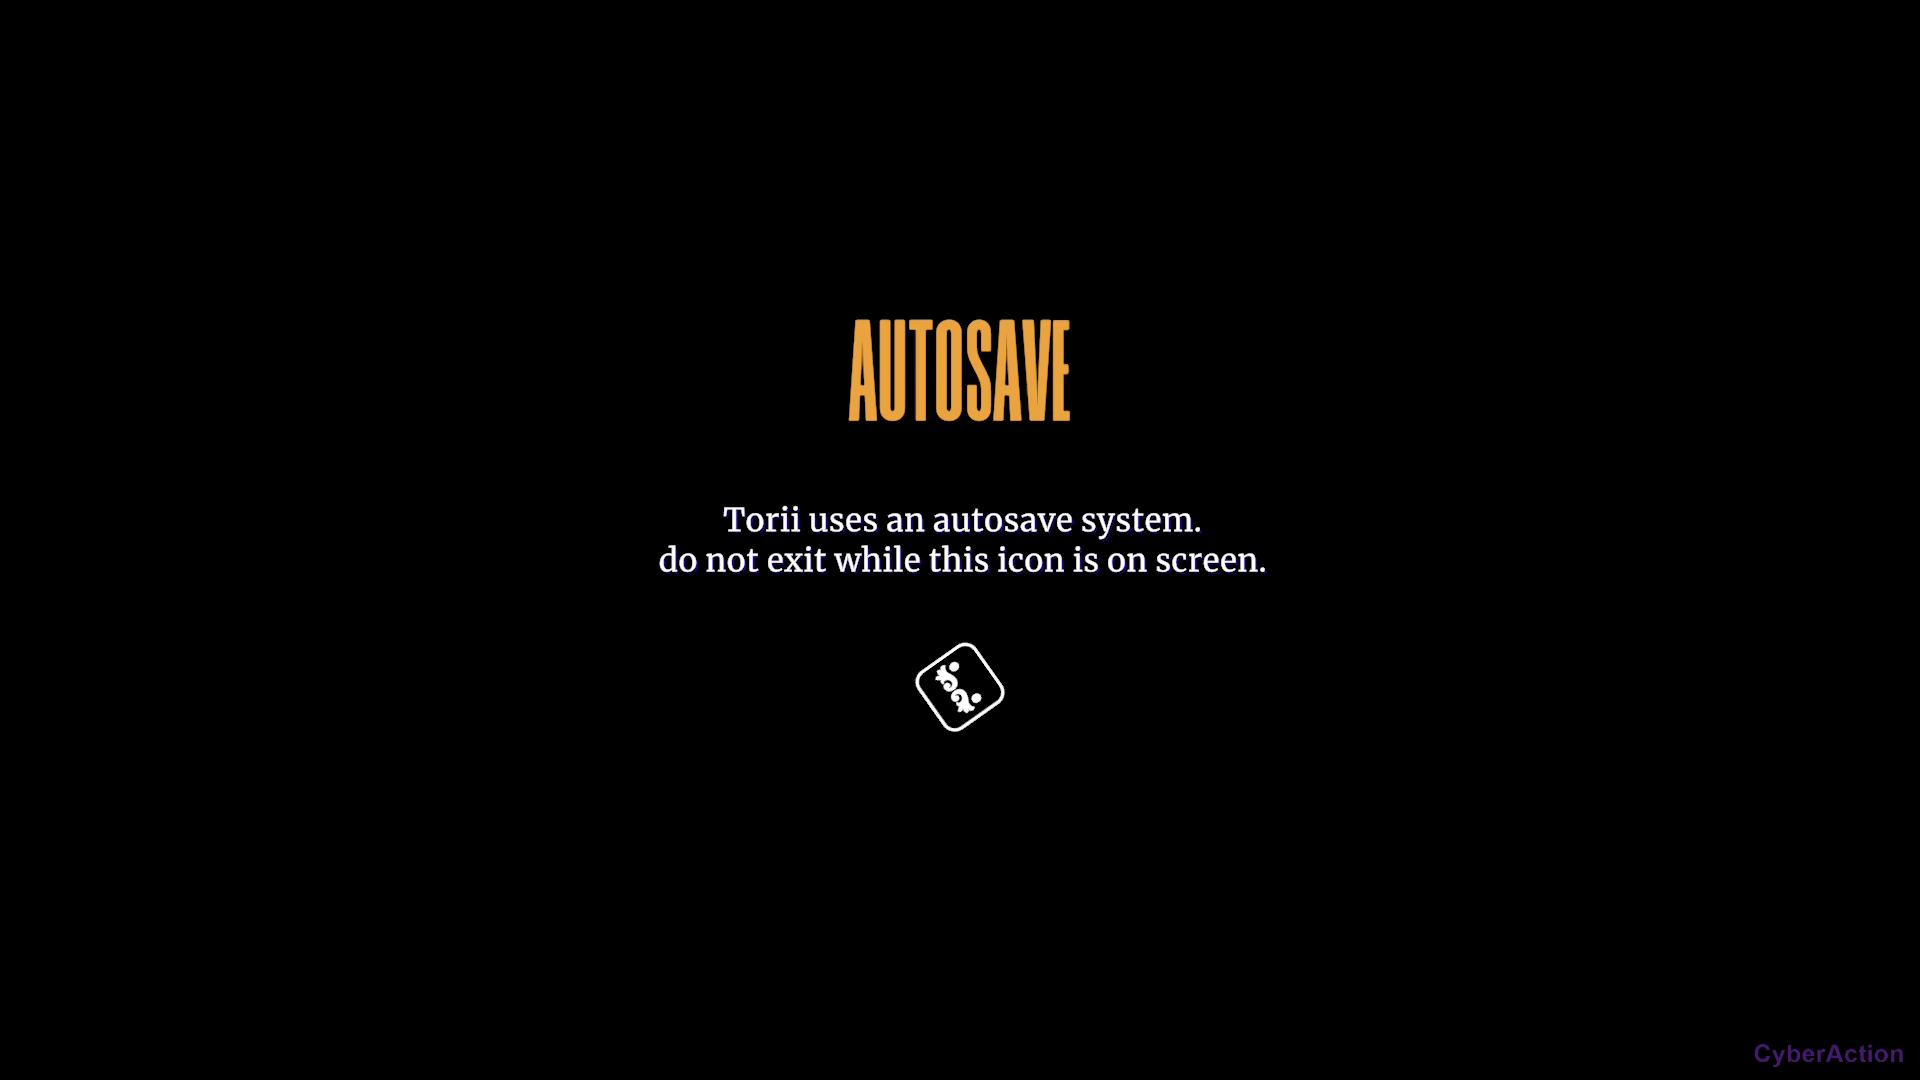 AUTOSAVE
Torii uses an autosave system.
do not exit while this icon is on screen.
CyberAction